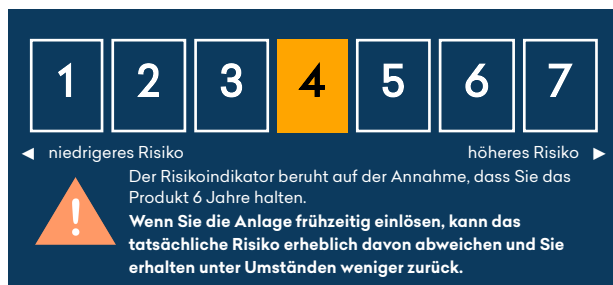 1 2 3 4 5 6 7
◄ niedrigeres Risiko höheres Risiko ►
Der Risikoindikator beruht auf der Annahme, dass Sie das
Produkt 6 Jahre halten.
Wenn Sie die Anlage frühzeitig einlösen, kann das
tatsächliche Risiko erheblich davon abweichen und Sie
erhalten unter Umständen weniger zurück.
!